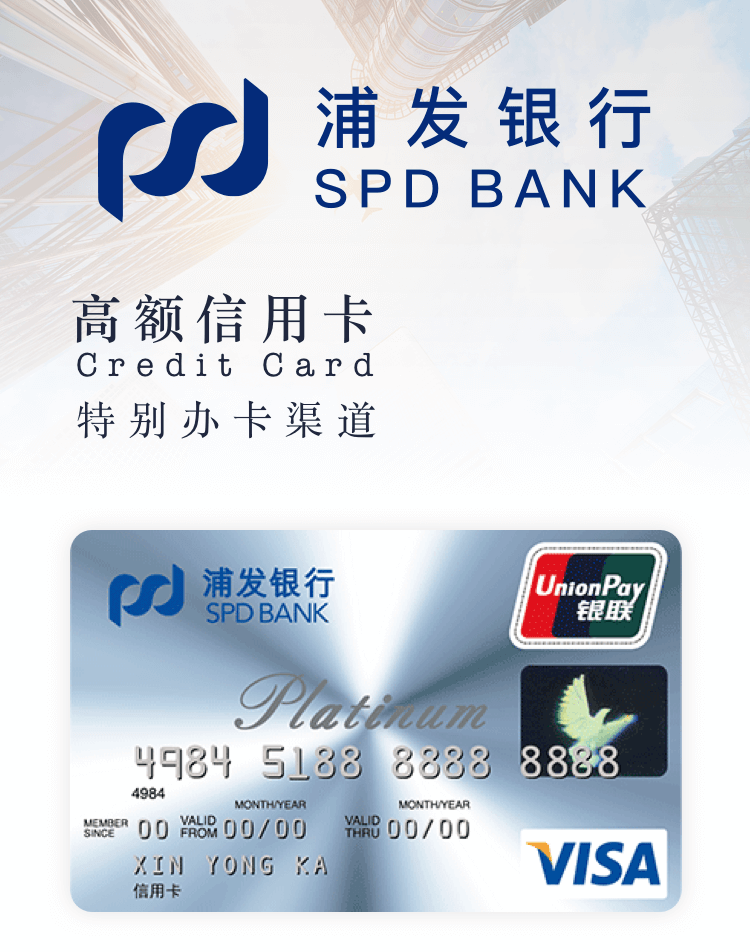 浦发银行
SPD BANK
高额信用卡
Credit Card
特别办卡渠道
浦发银行
SPD BANK
UnionPay
银联
Platinum
4984 5188 8888 8888
4984
MONTH/YEAR MONTH/YEAR
MEMBER SINCE 00 VALID FROM 00/00 VALID THRU 00/00
XIN YONG KA
信用卡
VISA